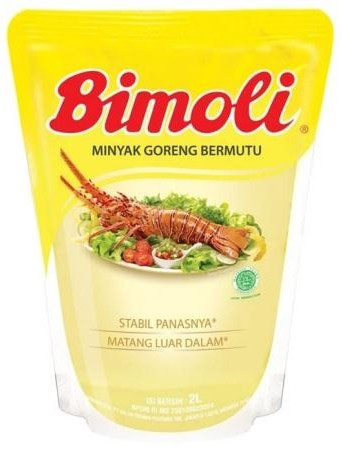 Bimoli®
MINYAK GORENG BERMUTU
STABIL PANASNYA*
MATANG LUAR DALAM*
ISI BERSIH : 2L